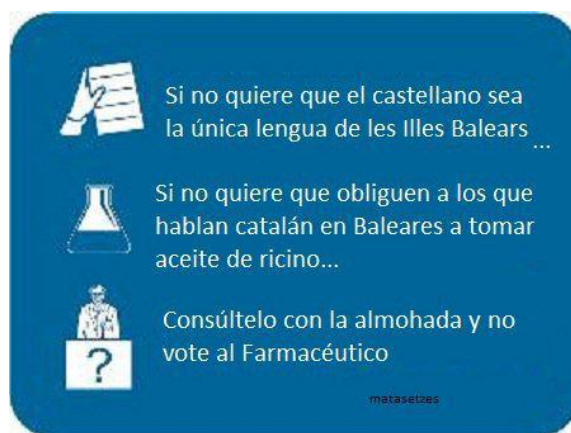 Si no quiere que el castellano sea
la única lengua de les Illes Balears ...
Si no quiere que obliguen a los que
hablan catalán en Baleares a tomar
aceite de ricino...
?
Consúltelo con la almohada y no
vote al Farmacéutico
matasetzes